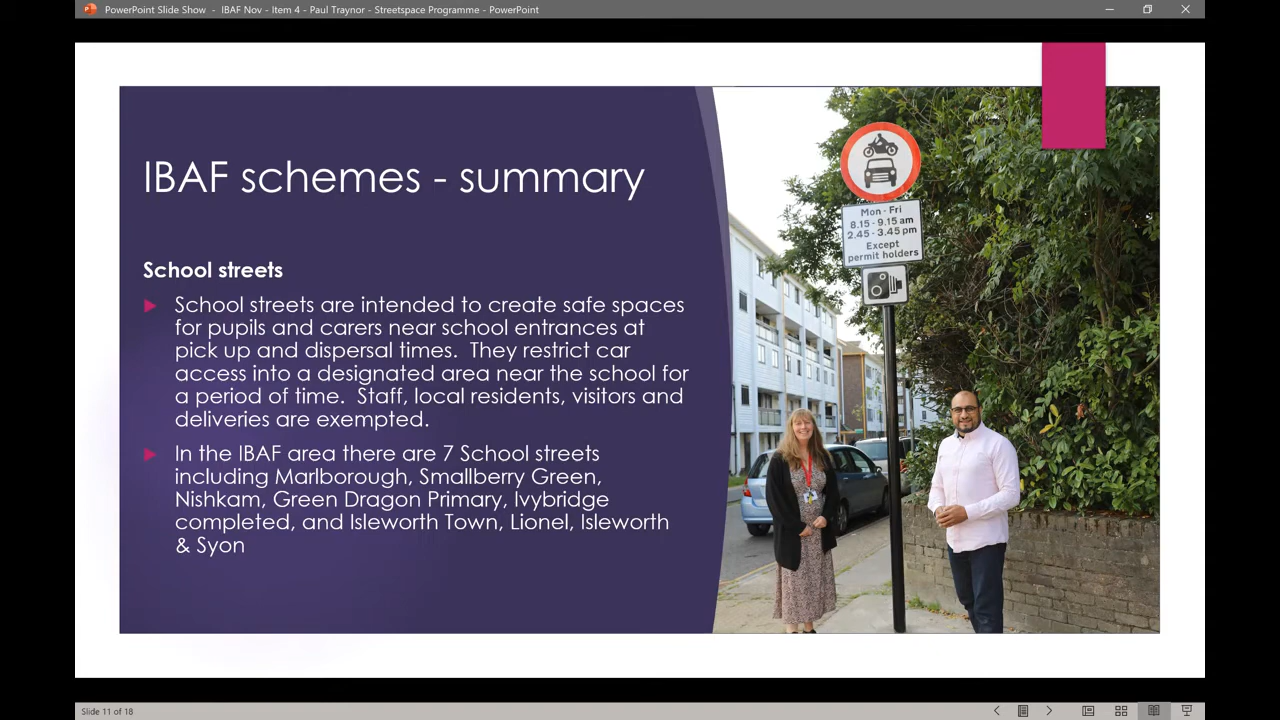 PowerPoint Slide Show - IBAF Nov - Item 4 - Paul Traynor - Streetspace Programme - PowerPoint
IBAF schemes - summary
School streets
School streets are intended to create safe spaces
for pupils and carers near school entrances at
pick up and dispersal times. They restrict car
access into a designated area near the school for
a period of time. Staff, local residents, visitors and
deliveries are exempted.
In the IBAF area there are 7 School streets
including Marlborough, Smallberry Green,
Nishkam, Green Dragon Primary, Ivybridge
completed, and Isleworth Town, Lionel, Isleworth
& Syon
Mon - Fri
8.15 - 9.15 am
2.45 - 3.45 pm
Except
permit holders
Slide 11 of 18